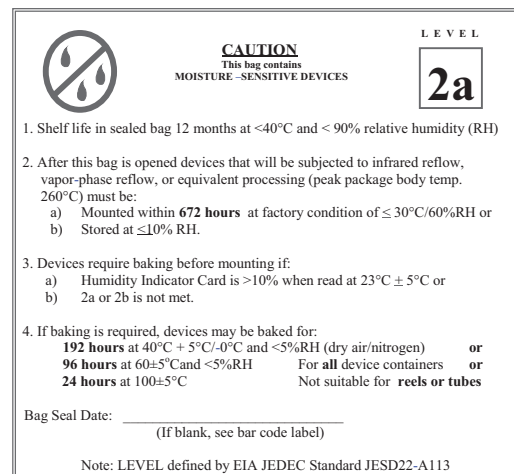 L E V E L
CAUTION
This bag contains
MOISTURE –SENSITIVE DEVICES
2a
1. Shelf life in sealed bag 12 months at <40°C and < 90% relative humidity (RH)
2. After this bag is opened devices that will be subjected to infrared reflow,
vapor-phase reflow, or equivalent processing (peak package body temp.
260°C) must be:
a) Mounted within 672 hours at factory condition of ≤ 30°C/60%RH or
b) Stored at ≤10% RH.
3. Devices require baking before mounting if:
a) Humidity Indicator Card is >10% when read at 23°C ± 5°C or
b) 2a or 2b is not met.
4. If baking is required, devices may be baked for:
192 hours at 40°C + 5°C/-0°C and <5%RH (dry air/nitrogen) or
96 hours at 60±5°Cand <5%RH For all device containers or
24 hours at 100±5°C Not suitable for reels or tubes
Bag Seal Date: ______________________________
(If blank, see bar code label)
Note: LEVEL defined by EIA JEDEC Standard JESD22-A113